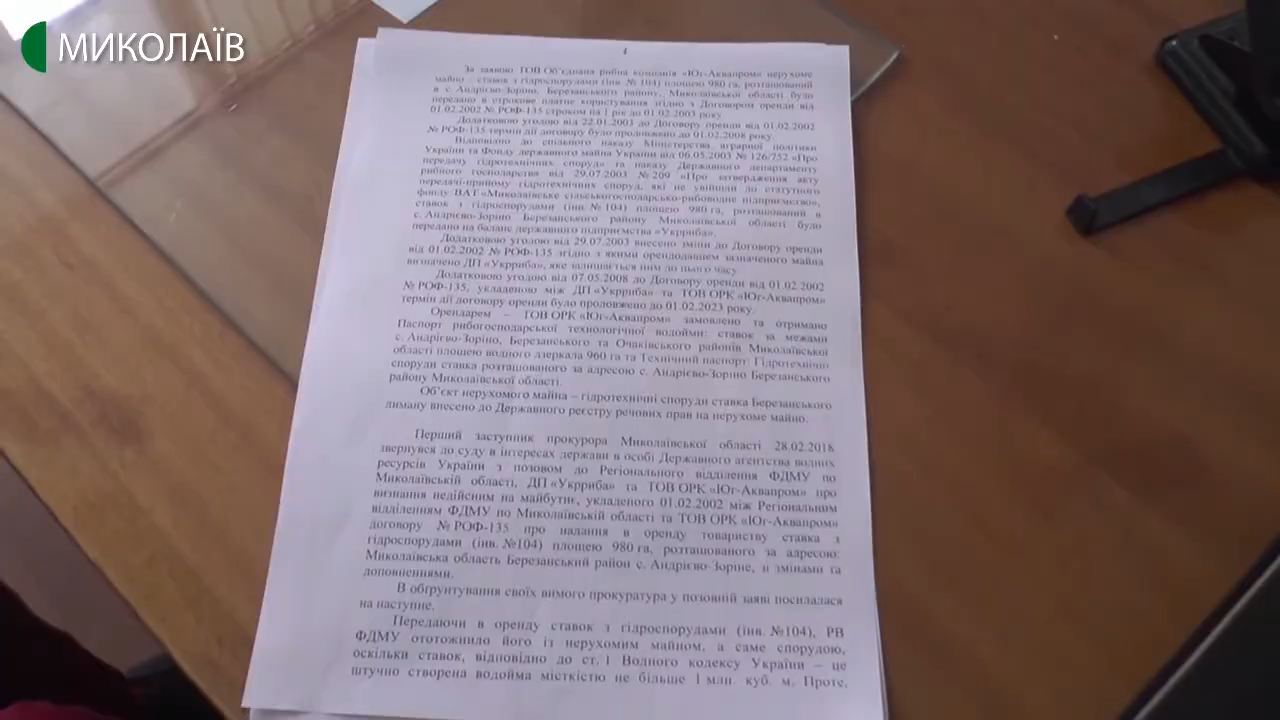 МИКОЛАЇВ
4
За заявою ТОВ Об'єднана рибна компанія «Юг-Аквапром» нерухоме
майно – ставок з гідроспорудами (інв. № 104) площею 980 га, розташований
в с. Андрієво-Зоріно, Березанського району, Миколаївської області було
передано в строкове платне користування згідно з Договором оренди від
01.02.2002 № РОФ-135 строком на 1 рік до 01.02.2003 року.
Додатковою угодою від 22.01.2003 до Договору оренди від 01.02.2002
№ РОФ-135 термін дії договору було продовжено до 01.02.2008 року.
Відповідно до спільного наказу Міністерства аграрної політики
України та Фонду державного майна України від 06.05.2003 № 126/752 «Про
передачу гідротехнічних споруд» та наказу Державного департаменту
рибного господарства від 29.07.2003 №209 «Про затвердження акту
передачі-прийому гідротехнічних споруд, які не увійшли до статутного
фонду ВАТ «Миколаївське сільськогосподарсько-рибоводне підприємство»,
ставок з гідроспорудами (інв. № 104) площею 980 га, розташований в
с. Андрієво-Зоріно Березанського району Миколаївської області було
передано на баланс державного підприємства «Укрриба».
Додатковою угодою від 29.07.2003 внесено зміни до Договору оренди
від 01.02.2002 № РОФ-135 згідно з якими орендодавцем зазначеного майна
визначено ДП «Укрриба», яке залишається ним до цього часу.
Додатковою угодою від 07.05.2008 до Договору оренди від 01.02.2002
№ РОФ-135, укладеною між ДП «Укрриба» та ТОВ ОРК «Юг-Аквапром»
термін дії договору оренди було продовжено до 01.02.2023 року.
Орендарем – ТОВ ОРК «Юг-Аквапром» замовлено та отримано
Паспорт рибогосподарської технологічної водойми: ставок за межами
с. Андрієво-Зоріно, Березанського та Очаківського районів Миколаївської
області площею водного дзеркала 960 га та Технічний паспорт: Гідротехнічні
споруди ставка розташованого за адресою с. Андрієво-Зоріно Березанського
району Миколаївської області.
Об'єкт нерухомого майна – гідротехнічні споруди ставка Березанського
лиману внесено до Державного реєстру речових прав на нерухоме майно.
Перший заступник прокурора Миколаївської області 28.02.2018
звернувся до суду в інтересах держави в особі Державного агентства водних
ресурсів України з позовом до Регіонального відділення ФДМУ по
Миколаївській області, ДП «Укрриба» та ТОВ ОРК «Юг-Аквапром» про
визнання недійсним на майбутнє, укладеного 01.02.2002 між Регіональним
відділенням ФДМУ по Миколаївській області та ТОВ ОРК «Юг-Аквапром»
договору № РОФ-135 про надання в оренду товариству ставка з
гідроспорудами (інв. №104) площею 980 га, розташованого за адресою:
Миколаївська область Березанський район с. Андрієво-Зоріне, зі змінами та
доповненнями.
В обґрунтування своїх вимого прокуратура у позовній заяві посилалася
на наступне.
Передаючи в оренду ставок з гідроспорудами (інв. №104), РВ
ФДМУ ототожнило його із нерухомим майном, а саме спорудою,
оскільки ставок, відповідно до ст. 1 Водного кодексу України – це
штучно створена водойма місткістю не більше 1 млн. куб. м. Проте,